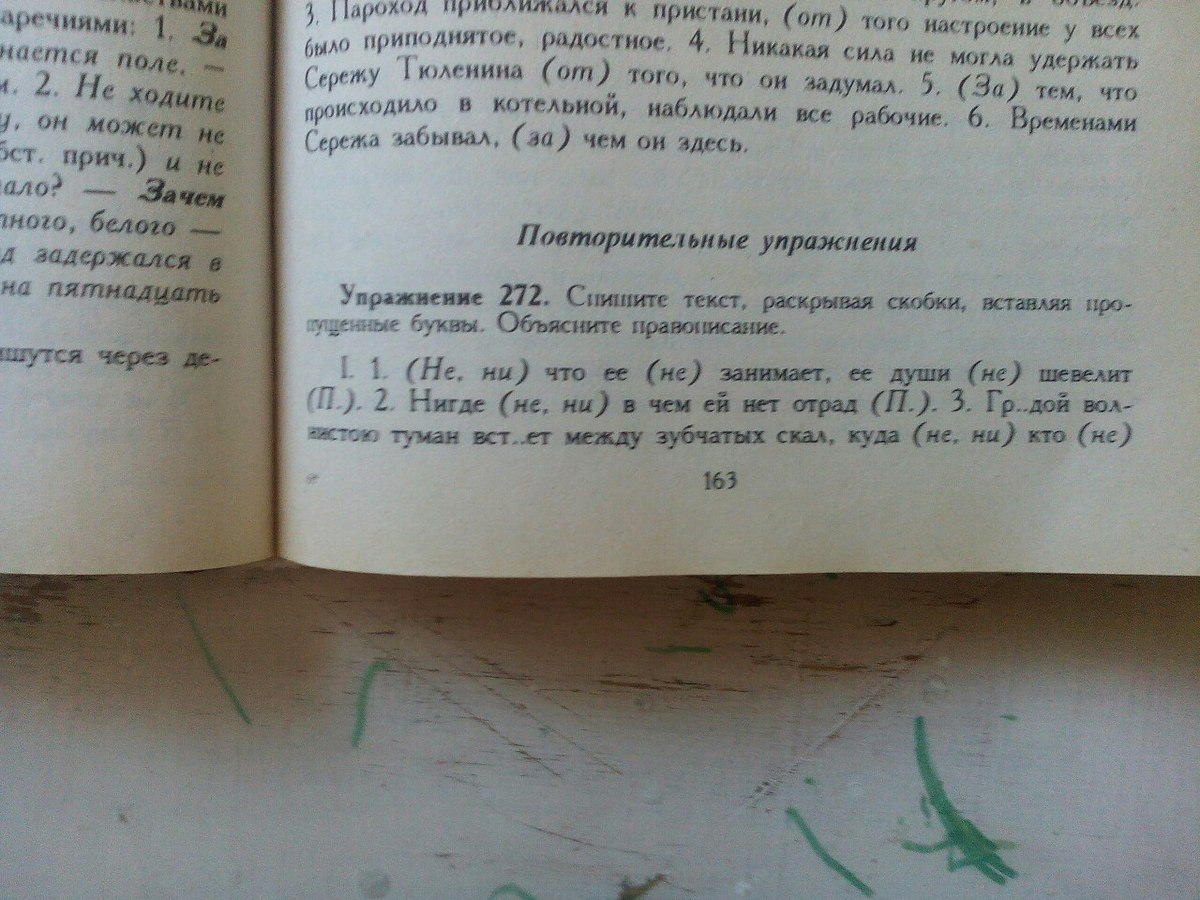 ствами
аречиями: 1. За
нается поле. —
и. 2. Не ходите
у, он может не
бст. прич.) и не
ало? — Зачем
много, белого —
д задержался в
на пятнадцать
ишутся через де-
3. Пароход приближался к пристани, (от) того настроение у всех
было приподнятое, радостное. 4. Никакая сила не могла удержать
Сережу Тюленина (от) того, что он задумал. 5. (За) тем, что
происходило в котельной, наблюдали все рабочие. 6. Временами
Сережа забывал, (за) чем он здесь.
Повторительные упражнения
Упражнение 272. Спишите текст, раскрывая скобки, вставляя про-
пущенные буквы. Объясните правописание.
I. 1. (Не, ни) что ее (не) занимает, ее души (не) шевелит
(П.). 2. Нигде (не, ни) в чем ей нет отрад (П.). 3. Гр..дой вол-
нистою туман вст..ет между зубчатых скал, куда (не, ни) кто (не)
163